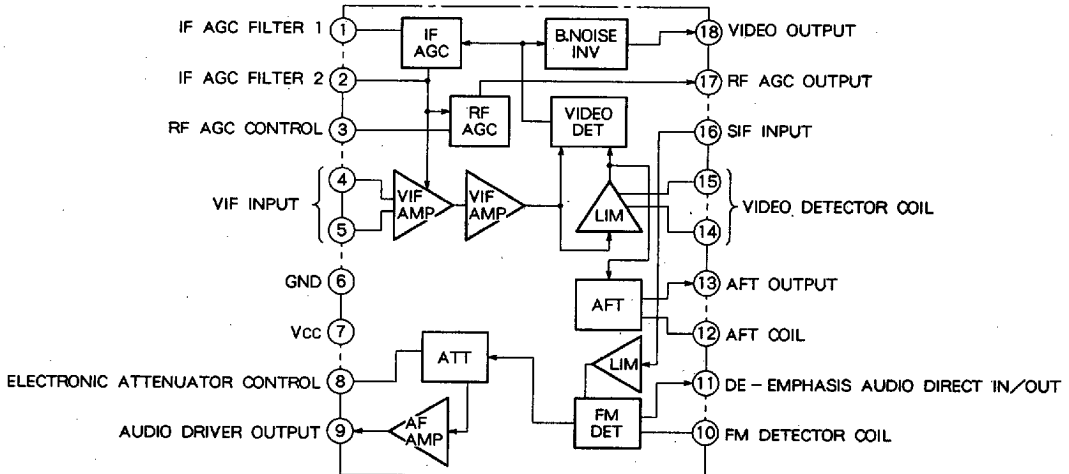 IF AGC FILTER 1
IF AGC FILTER 2
RF AGC CONTROL
VIF INPUT
GND
Vcc
ELECTRONIC ATTENUATOR CONTROL
AUDIO DRIVER OUTPUT
1
2
3
4
5
6
7
8
9
IF
AGC
B.NOISE
INV
RF
AGC
VIDEO
DET
VIF
AMP
VIF
AMP
LIM
AFT
LIM
ATT
AF
AMP
FM
DET
18
17
16
15
14
13
12
11
10
VIDEO OUTPUT
RF AGC OUTPUT
SIF INPUT
VIDEO DETECTOR COIL
AFT OUTPUT
AFT COIL
DE-EMPHASIS AUDIO DIRECT IN/OUT
FM DETECTOR COIL